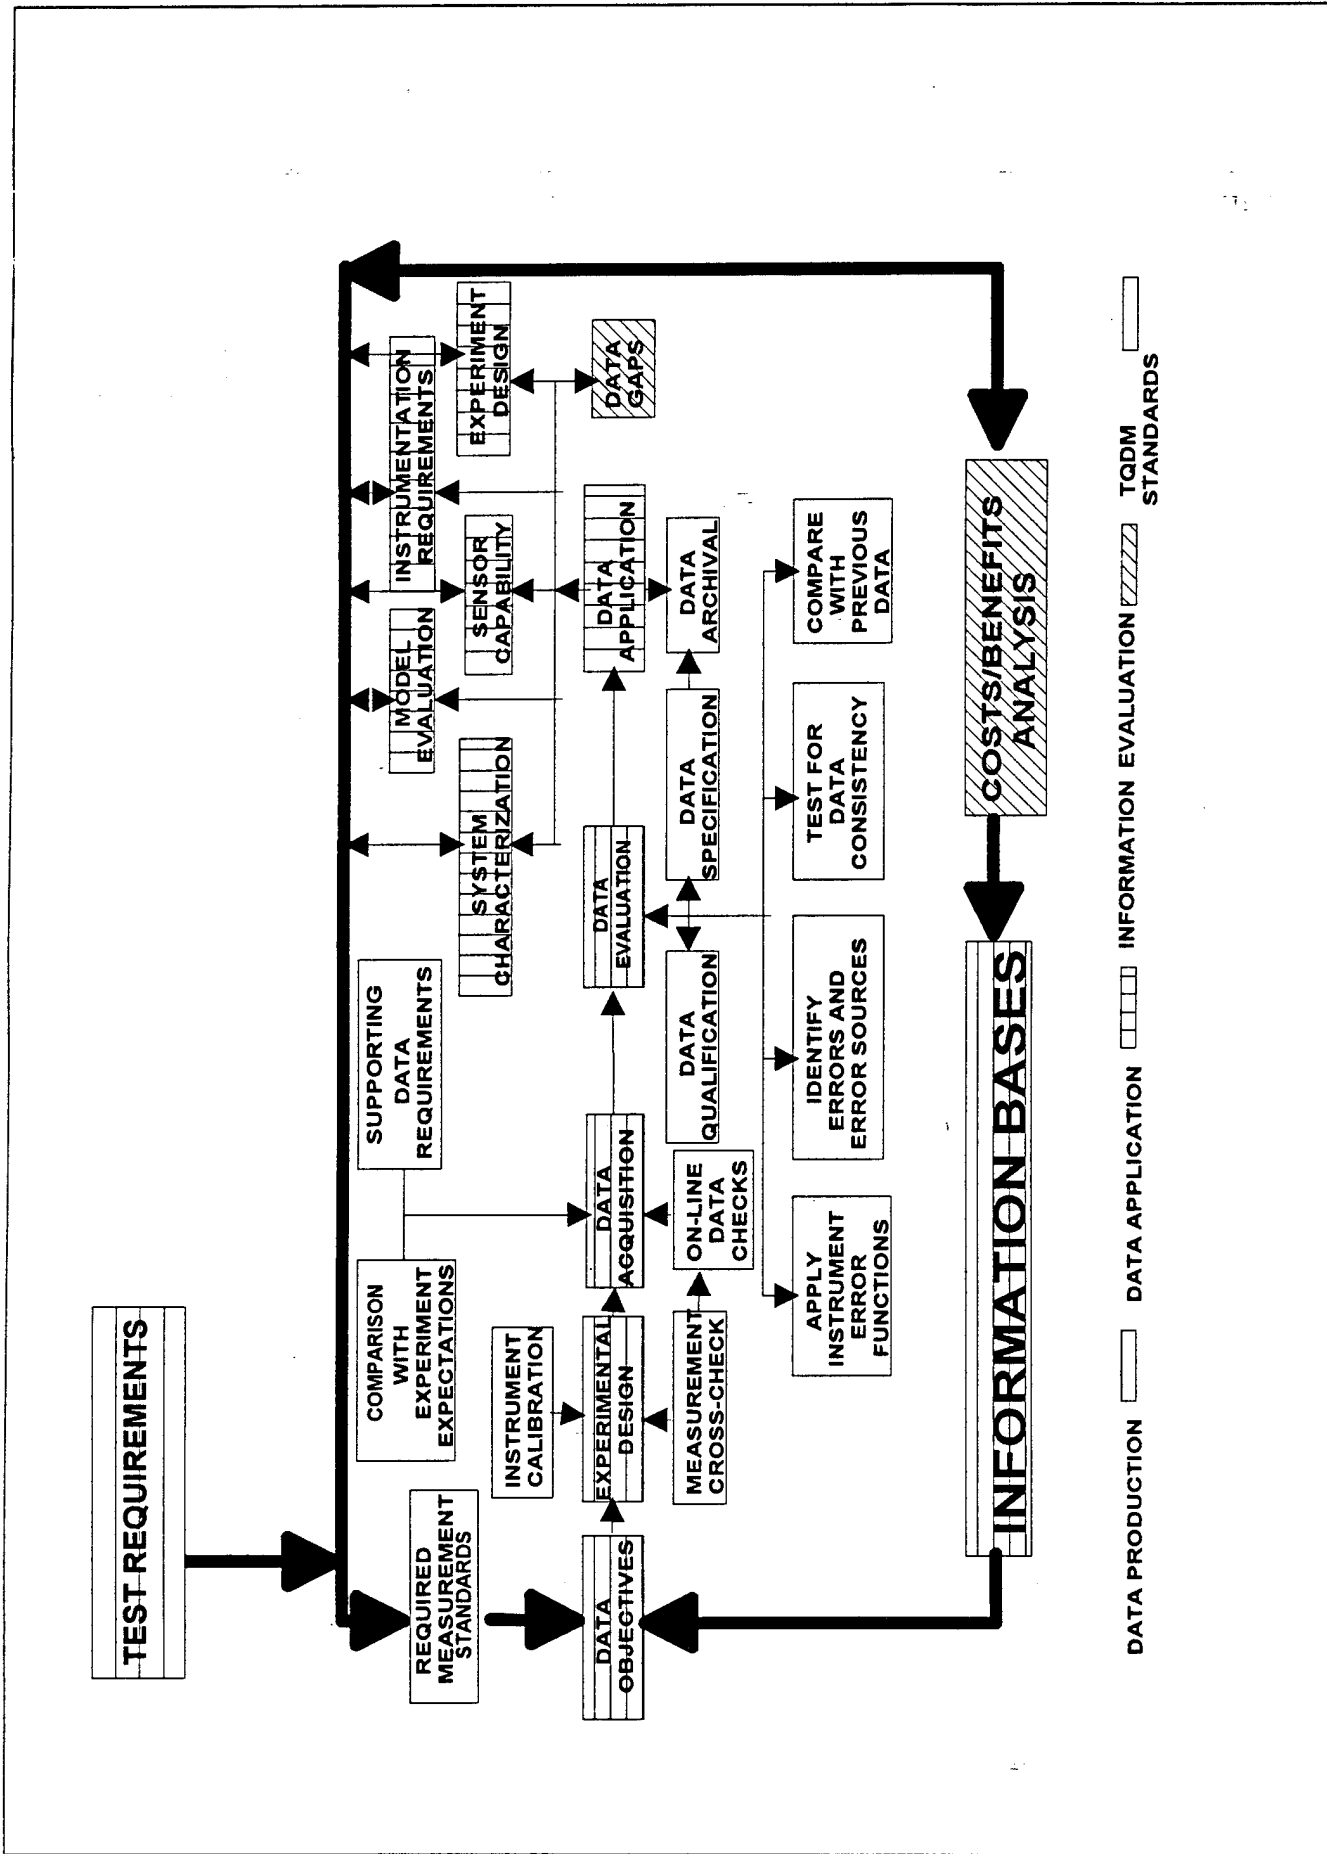 TEST REQUIREMENTS
REQUIRED
MEASUREMENT
STANDARDS
COMPARISON
WITH
EXPERIMENT
EXPECTATIONS
SUPPORTING
DATA
REQUIREMENTS
MODEL
EVALUATION
INSTRUMENTATION
REQUIREMENTS
SYSTEM
CHARACTERIZATION
SENSOR
CAPABILITY
EXPERIMENT
DESIGN
INSTRUMENT
CALIBRATION
DATA
OBJECTIVES
EXPERIMENTAL
DESIGN
DATA
ACQUISITION
DATA
EVALUATION
DATA
APPLICATION
DATA
GAPS
MEASUREMENT
CROSS-CHECK
ON-LINE
DATA
CHECKS
DATA
QUALIFICATION
DATA
SPECIFICATION
DATA
ARCHIVAL
APPLY
INSTRUMENT
ERROR
FUNCTIONS
IDENTIFY
ERRORS AND
ERROR SOURCES
TEST FOR
DATA
CONSISTENCY
COMPARE
WITH
PREVIOUS
DATA
INFORMATION BASES
COSTS/BENEFITS
ANALYSIS
DATA PRODUCTION
DATA APPLICATION
INFORMATION EVALUATION
TQDM
STANDARDS